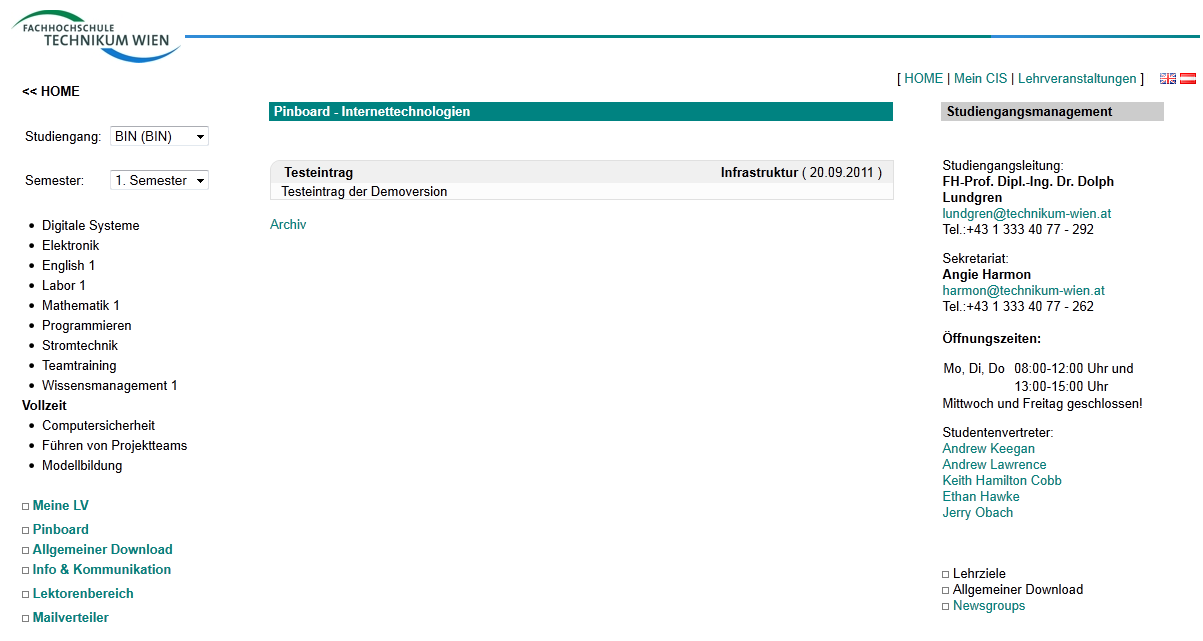 FACHHOCHSCHULE
TECHNIKUM WIEN
[ HOME | Mein CIS | Lehrveranstaltungen ]
<< HOME
Studiengang: BIN (BIN)
Semester: 1. Semester
Digitale Systeme
Elektronik
English 1
Labor 1
Mathematik 1
Programmieren
Stromtechnik
Teamtraining
Wissensmanagement 1
Vollzeit
Computersicherheit
Führen von Projektteams
Modellbildung
Meine LV
Pinboard
Allgemeiner Download
Info & Kommunikation
Lektorenbereich
Mailverteiler
Pinboard - Internettechnologien
Testeintrag Infrastruktur ( 20.09.2011 )
Testeintrag der Demoversion
Archiv
Studiengangsmanagement
Studiengangsleitung:
FH-Prof. Dipl.-Ing. Dr. Dolph
Lundgren
lundgren@technikum-wien.at
Tel.:+43 1 333 40 77 - 292
Sekretariat:
Angie Harmon
harmon@technikum-wien.at
Tel.:+43 1 333 40 77 - 262
Öffnungszeiten:
Mo, Di, Do 08:00-12:00 Uhr und
13:00-15:00 Uhr
Mittwoch und Freitag geschlossen!
Studentenvertreter:
Andrew Keegan
Andrew Lawrence
Keith Hamilton Cobb
Ethan Hawke
Jerry Obach
Lehrziele
Allgemeiner Download
Newsgroups